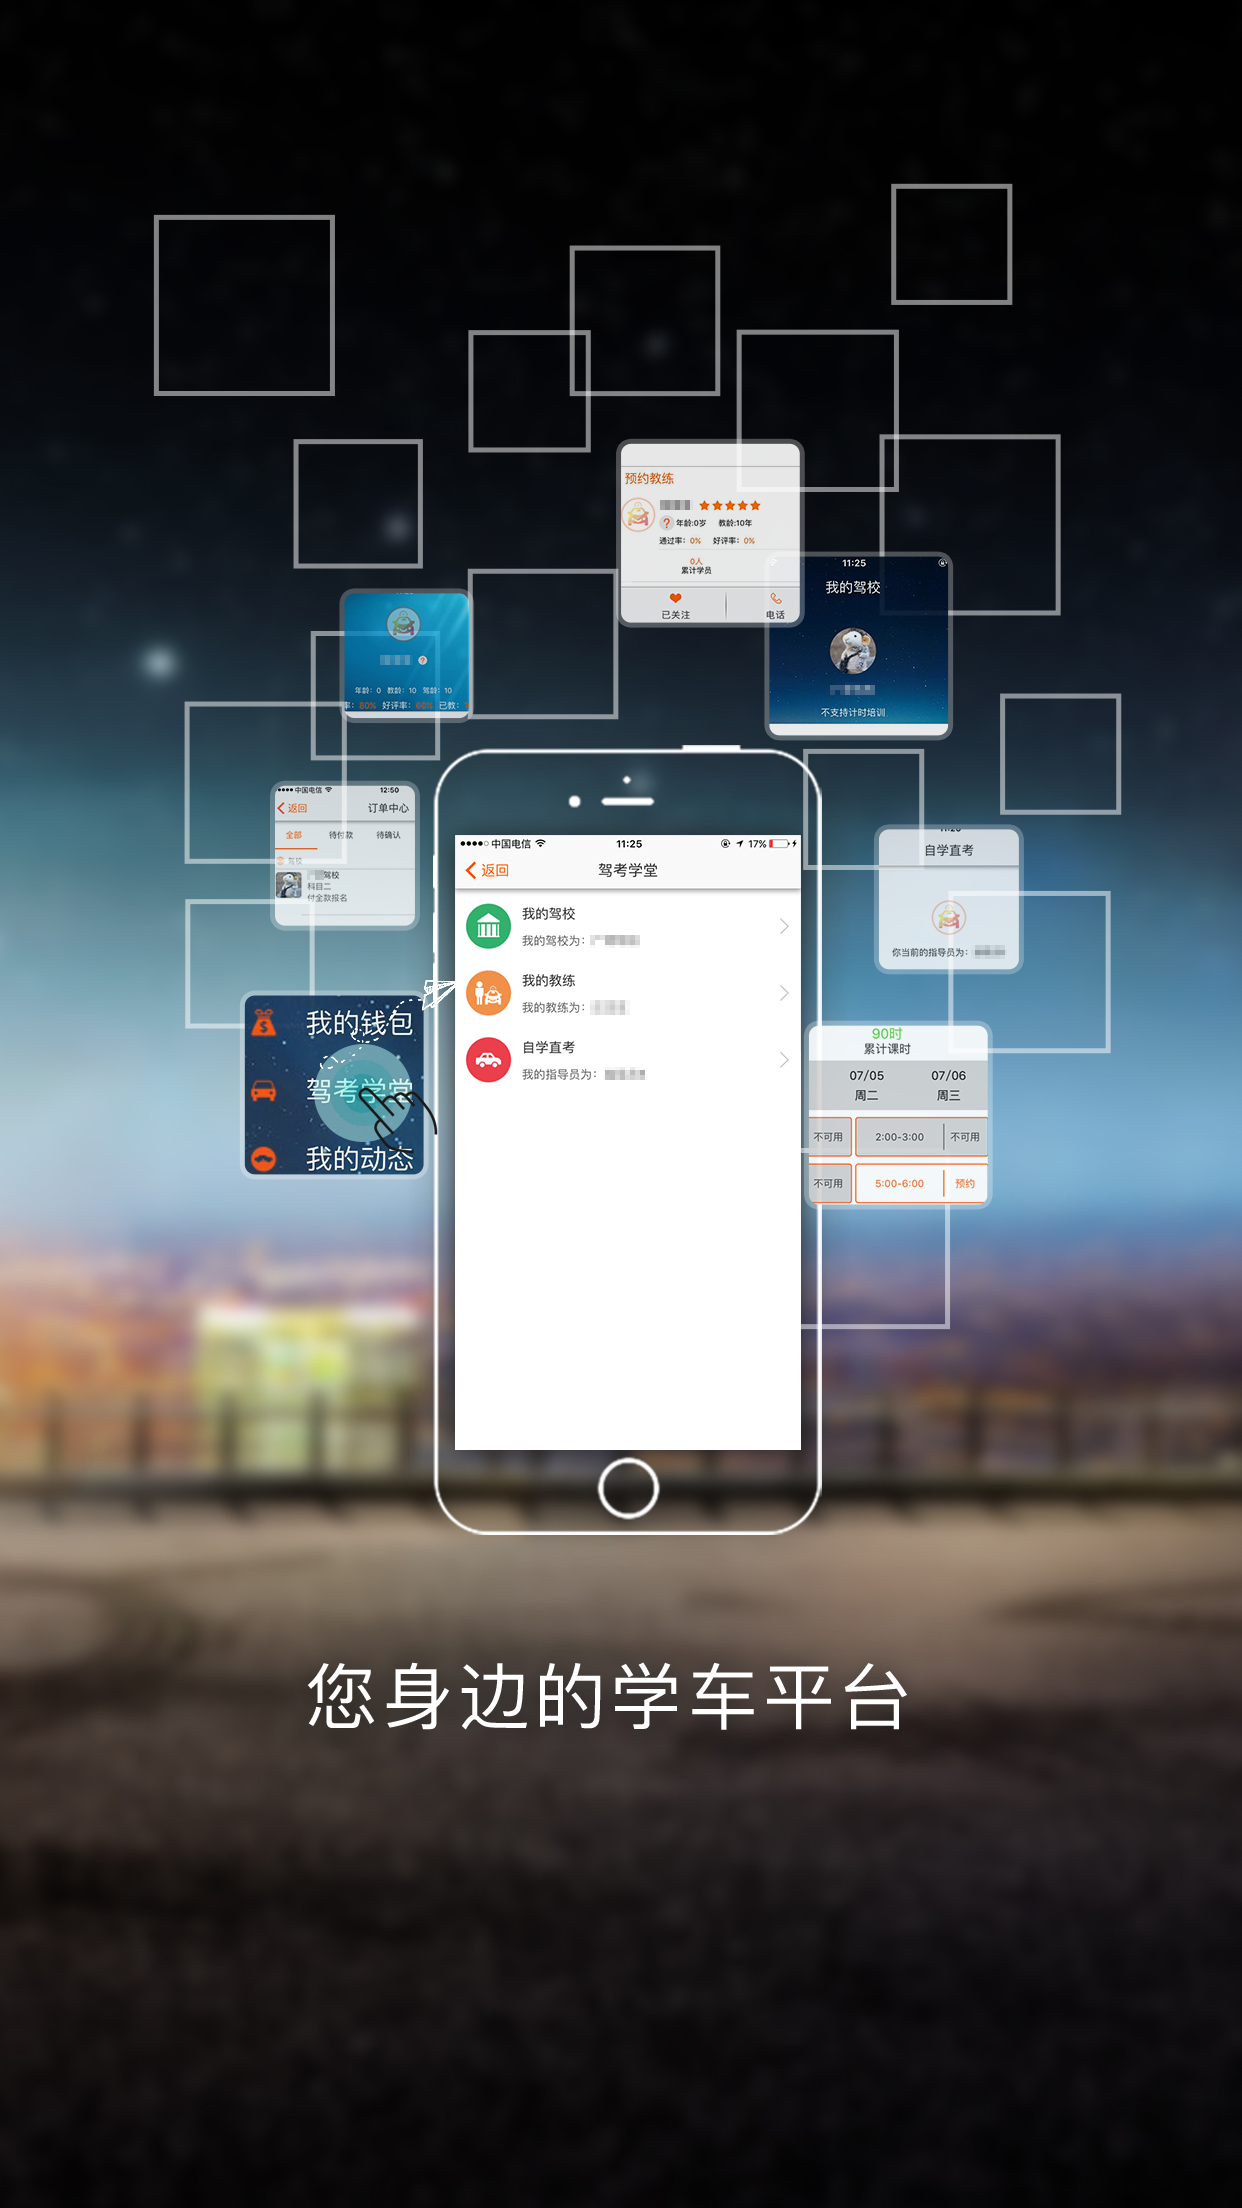 预约教练
年龄:0岁 教龄:10年
通过率: 0% 好评率: 0%
0人
累计学员
已关注 电话
11:25
我的驾校
不支持计时培训
年龄: 0 教龄: 10 驾龄: 10
率: 80% 好评率: 60% 已教:
中国电信 12:50
返回 订单中心
全部 待付款 待确认
驾校
驾校
科目二
付全款报名
我的钱包
驾考学堂
我的动态
中国电信 11:25 17%
返回 驾考学堂
我的驾校
我的驾校为:
我的教练
我的教练为:
自学直考
我的指导员为:
自学直考
你当前的指导员为:
90时
累计课时
07/05 07/06
周二 周三
不可用 2:00-3:00 不可用
不可用 5:00-6:00 预约
您身边的学车平台